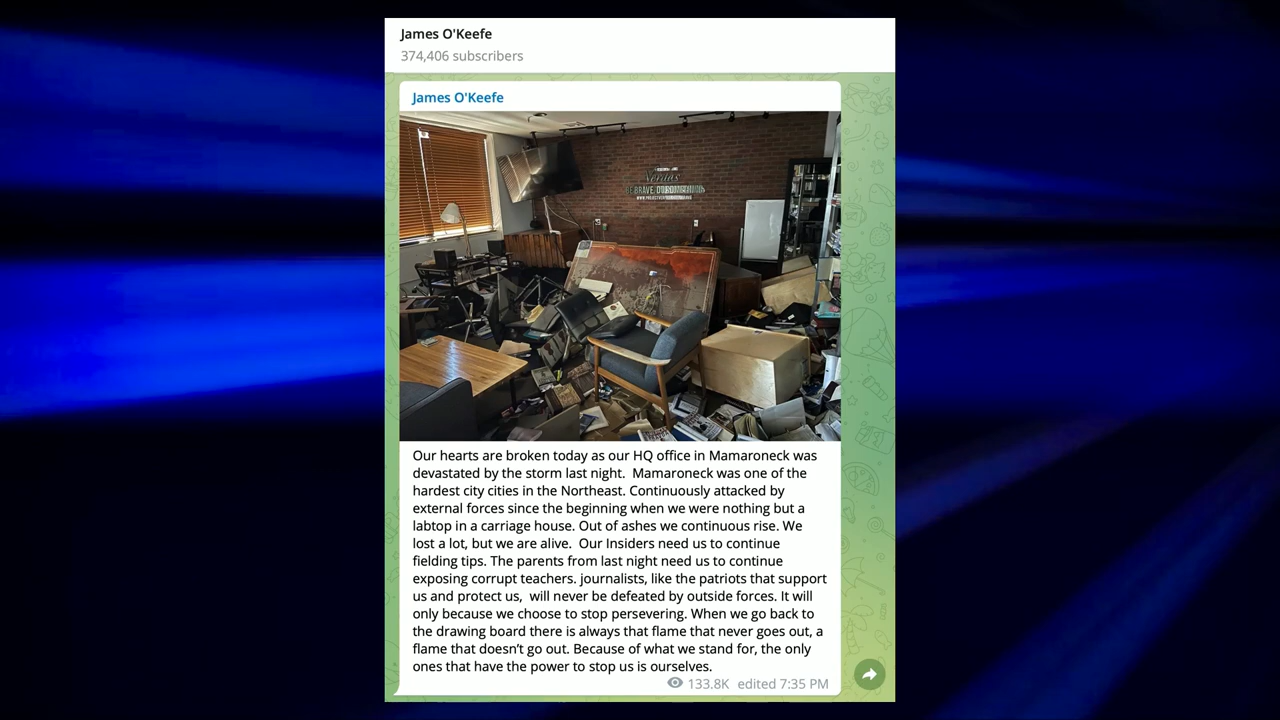 James O'Keefe
374,406 subscribers
James O'Keefe
Veritas
BE BRAVE. DO SOMETHING.
Our hearts are broken today as our HQ office in Mamaroneck was
devastated by the storm last night.  Mamaroneck was one of the
hardest city cities in the Northeast. Continuously attacked by
external forces since the beginning when we were nothing but a
labtop in a carriage house. Out of ashes we continuous rise. We
lost a lot, but we are alive.  Our Insiders need us to continue
fielding tips. The parents from last night need us to continue
exposing corrupt teachers. journalists, like the patriots that support
us and protect us,  will never be defeated by outside forces. It will
only because we choose to stop persevering. When we go back to
the drawing board there is always that flame that never goes out, a
flame that doesn’t go out. Because of what we stand for, the only
ones that have the power to stop us is ourselves.
133.8K edited 7:35 PM